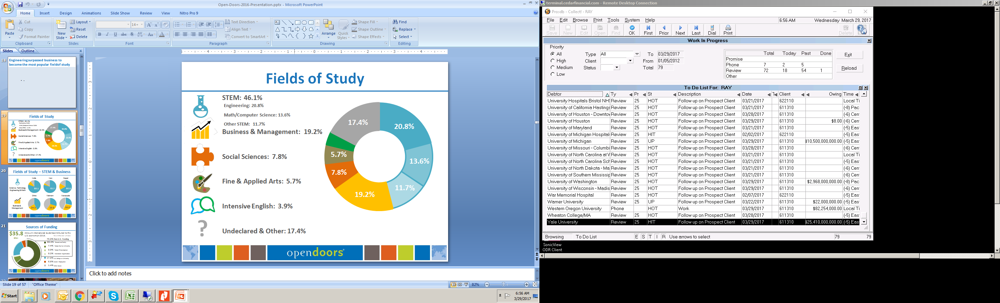 Open-Doors-2016-Presentation.pptx - Microsoft PowerPoint
Home Insert Design Animations Slide Show Review View Nitro Pro 9
Cut
Copy
Format Painter
Paste
Clipboard
New Slide
Layout
Reset
Delete
Slides
14
Font
Paragraph
Text Direction
Align Text
Convert to SmartArt
Arrange
Quick Styles
Shape Fill
Shape Outline
Shape Effects
Drawing
Find
Replace
Select
Editing
Slides Outline
18
Engineering surpassed business to
become the most popular field of study
19
Fields of Study
20
Fields of Study – STEM & Business
India Iran Nepal
Science, Technology,
Engineering & Math
China Vietnam Venezuela
Business &
Management
21
Sources of Funding
$35.8
Fields of Study
STEM: 46.1%
Engineering: 20.8%
Math/Computer Science: 13.6%
Other STEM: 11.7%
Business & Management: 19.2%
Social Sciences: 7.8%
Fine & Applied Arts: 5.7%
Intensive English: 3.9%
Undeclared & Other: 17.4%
17.4%
20.8%
5.7%
13.6%
7.8%
11.7%
19.2%
opendoors®
Click to add notes
Slide 19 of 57 "Office Theme" 82%
Start
6:56 AM
3/29/2017
terminal.cedarfinancial.com - Remote Desktop Connection
Prosdb - Collect! - RAY
File Edit Browse Print Tools System Help 6:56 AM Wednesday March 29, 2017
Save New Edit Open Find OK First Prior Next Last Dial Print Delete
Work In Progress
Priority
All
High
Medium
Low
Type All To 03/29/2017
Client From 01/05/2012
Status Total 79
Total Today Past Done
Promise
Phone 7 2 5
Review 72 18 54 1
Other
Exit
Reload
To Do List For: RAY
Debtor Ty Pr St Description Date Client Owing Time
University Hospitals Bristol NHS Review 25 HOT Follow up on Prospect Client 03/21/2017 622110 Local Ti
University of California Hastings Review 25 HOT Follow up on Prospect Client 03/21/2017 611310 (-8) Pac
University of Houston - Downtow Review 25 HOT Follow up on Prospect Client 03/28/2017 611310 (-6) Cen
University of Houston Review 25 HOT Follow up on Prospect Client 03/29/2017 611310 $8.00 (-6) Cen
University of Maryland Review 25 HOT Follow up on Prospect Client 03/21/2017 611310 (-5) Eas
University of Michigan Hospitals Review 25 HIT Follow up on Prospect Client 02/02/2017 622110 (-5) Eas
University of Michigan Review 25 UP Follow up on Prospect Client 03/29/2017 611310 $10,500,000,000.00 (-5) Eas
University of Missouri - Columbi Review 25 HOT Follow up on Prospect Client 03/28/2017 611310 (-6) Cen
University of North Carolina at W Review 25 HOT Follow up on Prospect Client 03/21/2017 611310 Local Ti
University of North Carolina Sch Review 25 HOT Follow up on Prospect Client 03/21/2017 611310 (-5) Eas
University of North Dakota - Ma Review 25 HOT Follow up on Prospect Client 03/21/2017 611310 (-6) Cen
University of Southern Mississip Review 25 HOT Follow up on Prospect Client 03/21/2017 611310 (-6) Cen
University of Washington Review 25 HOT Follow up on Prospect Client 03/29/2017 611310 $2,968,000,000.00 (-8) Pac
University of Wisconsin - Madis Review 25 HOT Follow up on Prospect Client 03/29/2017 611310 (-6) Cen
War Memorial Hospital Review 25 HOT Follow up on Prospect Client 02/07/2017 622110 (-5) Eas
Warner University Review 25 UP Follow up on Prospect Client 03/22/2017 611310 $22,000,000.00 (-5) Eas
Western Oregon University Phone HOT Work 03/29/2017 611310 $82,254,000.00 Local Ti
Wheaton College/MA Review 25 HOT Follow up on Prospect Client 03/28/2017 611310 (-5) Eas
Yale University Review 25 HIT Follow up on Prospect Client 03/29/2017 611310 $25,410,000,000.00 (-5) Eas
Browsing To Do List E S T I R Use arrows to select 79 79
SonicView
ODR Client